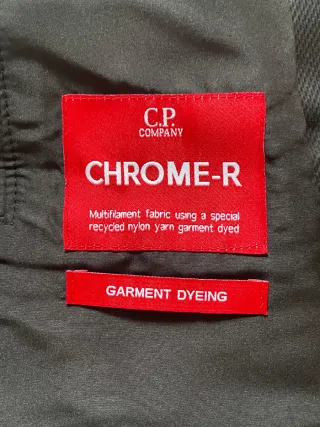 C.P.
COMPANY
CHROME-R
Multifilament fabric using a special
recycled nylon yarn garment dyed
GARMENT DYEING